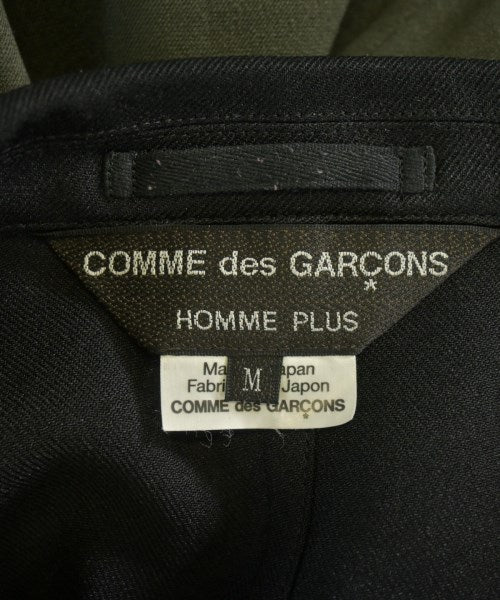 COMME des GARÇONS
*
HOMME PLUS
M
COMME des GARÇONS
*